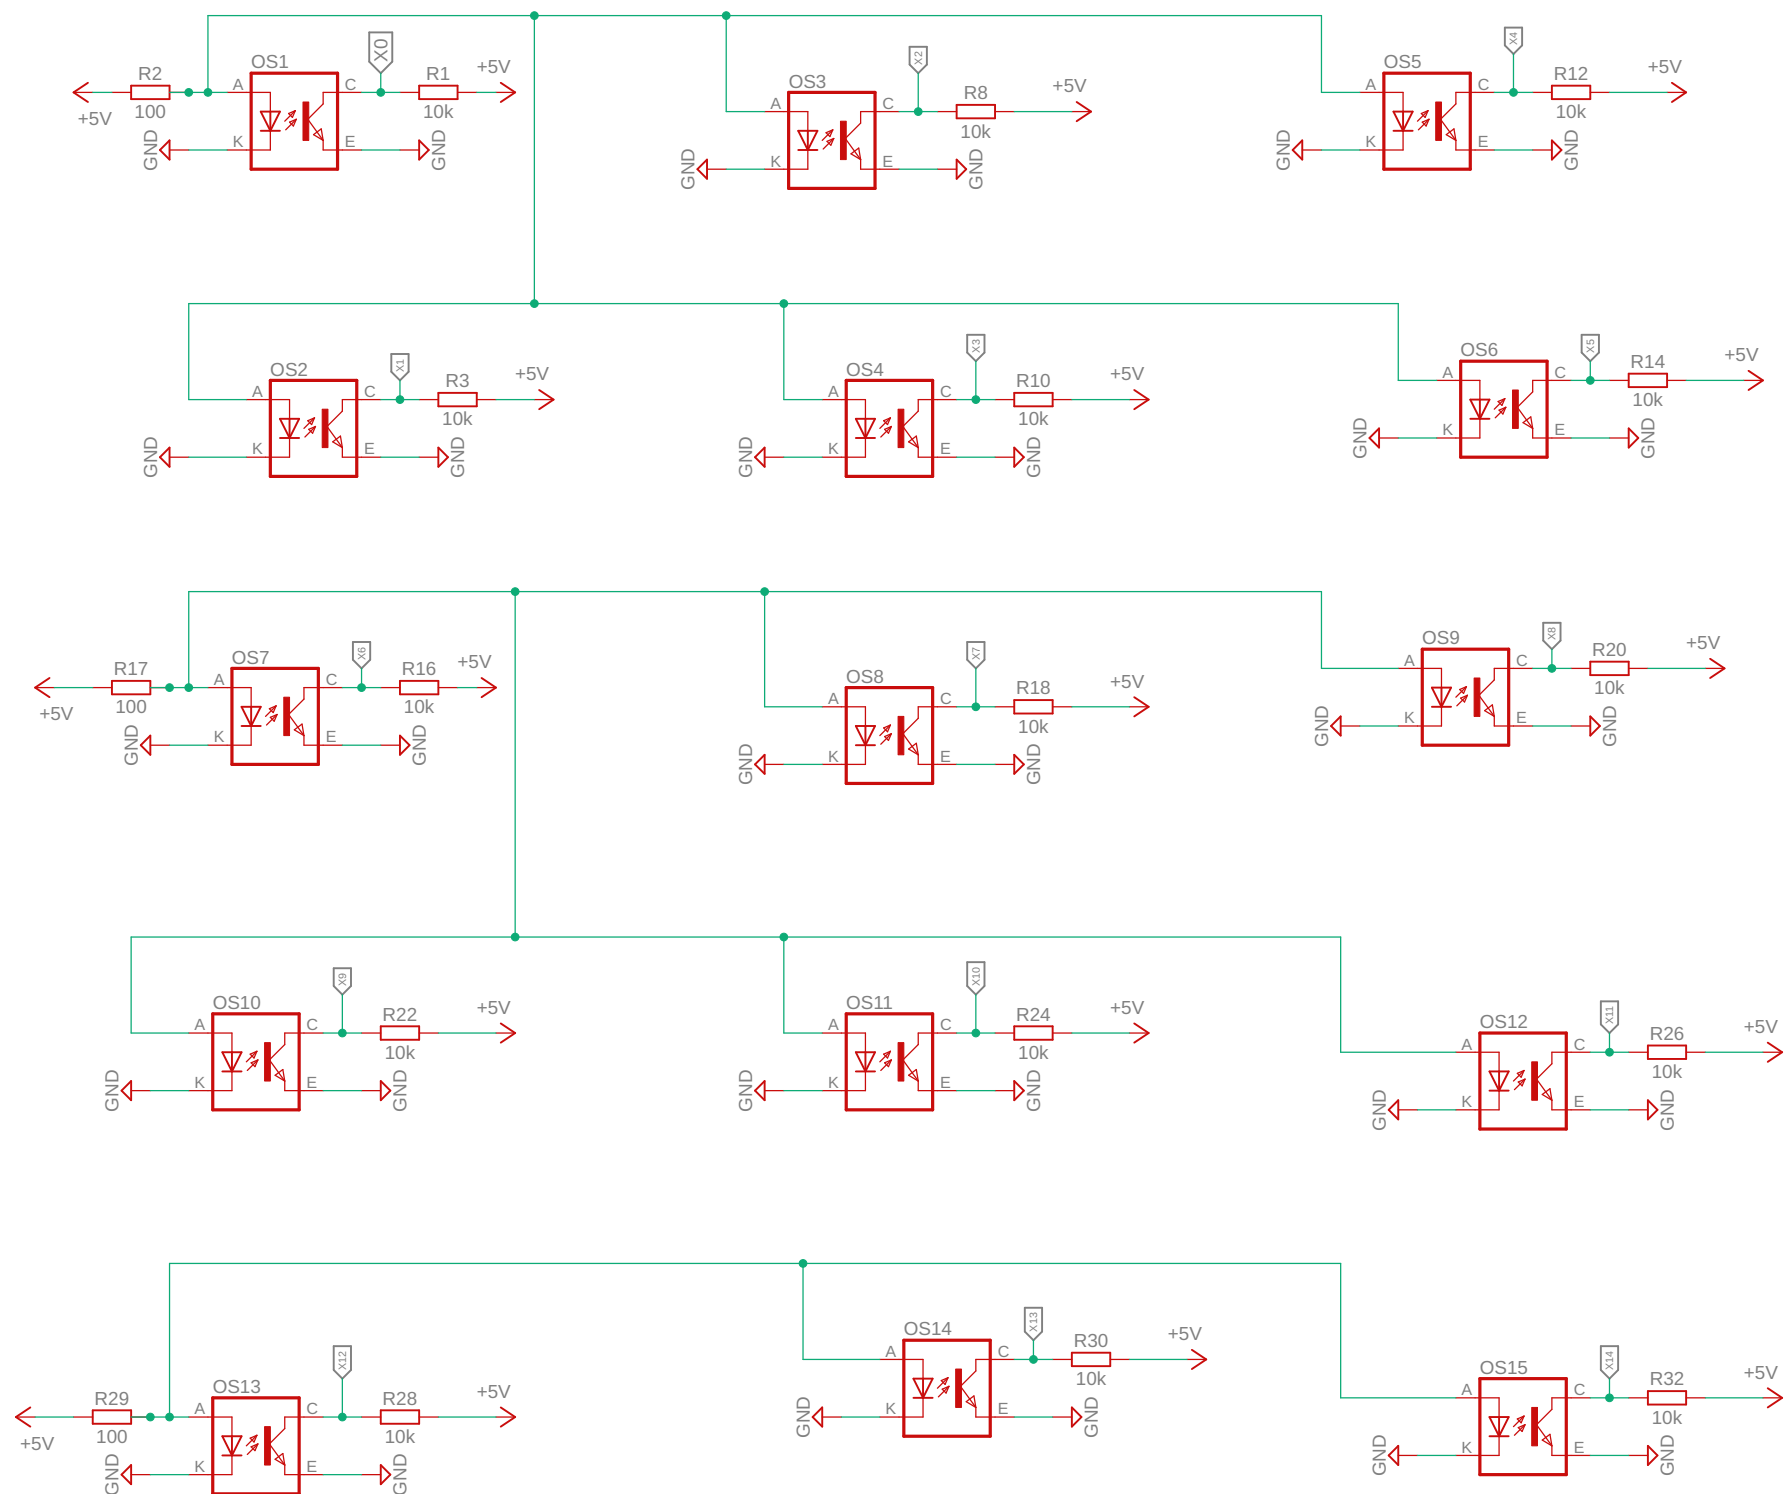 OS1
X0
R2
R1
+5V
A
C
100
10k
+5V
K
E
GND
GND
OS3
X2
R8
+5V
A
C
10k
K
E
GND
GND
OS5
X4
R12
+5V
A
C
10k
K
E
GND
GND
OS2
X1
R3
+5V
A
C
10k
K
E
GND
GND
OS4
X3
R10
+5V
A
C
10k
K
E
GND
GND
OS6
X5
R14
+5V
A
C
10k
K
E
GND
GND
OS7
X6
R17
R16
+5V
A
C
100
10k
+5V
K
E
GND
GND
OS8
X7
R18
+5V
A
C
10k
K
E
GND
GND
OS9
X8
R20
+5V
A
C
10k
K
E
GND
GND
OS10
X9
R22
+5V
A
C
10k
K
E
GND
GND
OS11
X10
R24
+5V
A
C
10k
K
E
GND
GND
OS12
X11
R26
+5V
A
C
10k
K
E
GND
GND
OS13
X12
R29
R28
+5V
A
C
100
10k
+5V
K
E
GND
GND
OS14
X13
R30
+5V
A
C
10k
K
E
GND
GND
OS15
X14
R32
+5V
A
C
10k
K
E
GND
GND